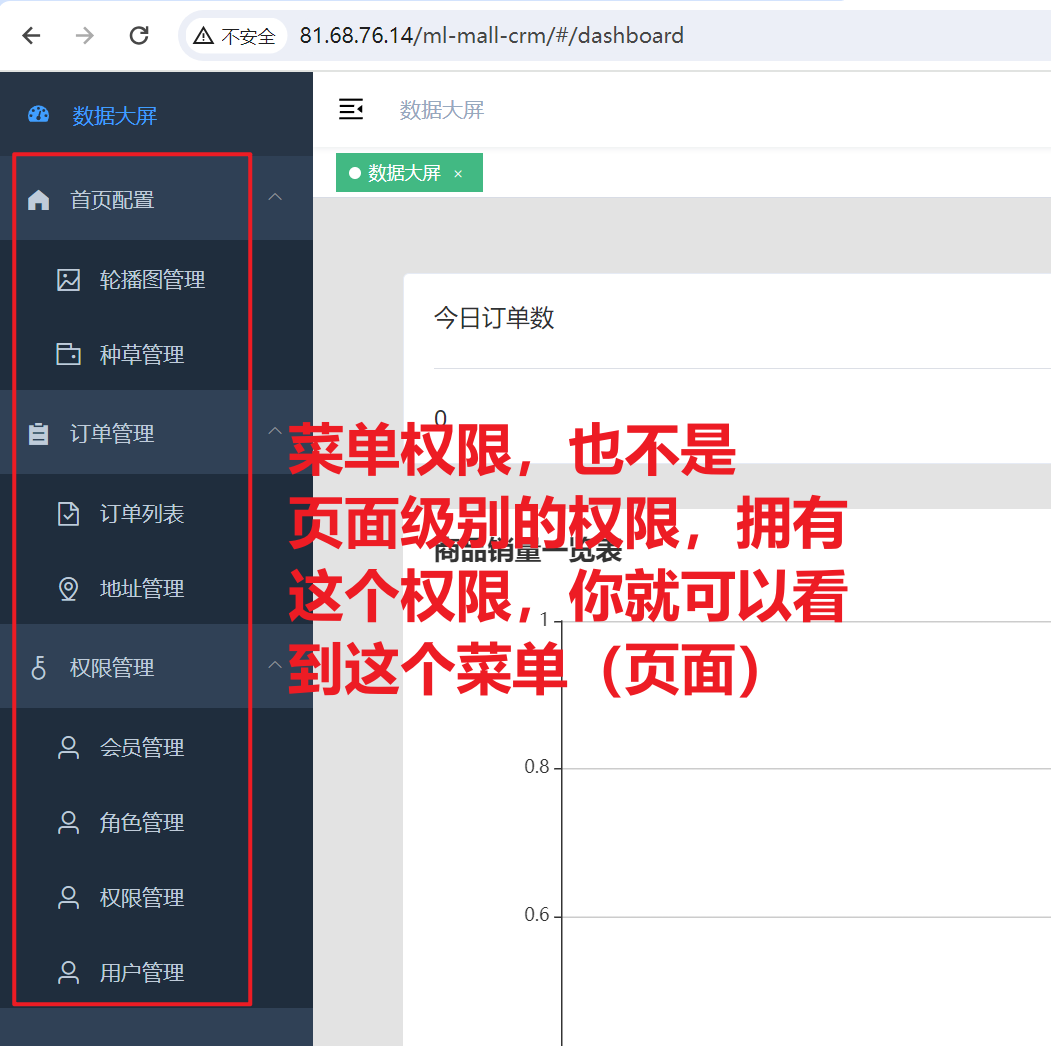 不安全 81.68.76.14/ml-mall-crm/#/dashboard
数据大屏
首页配置
轮播图管理
种草管理
订单管理
订单列表
地址管理
权限管理
会员管理
角色管理
权限管理
用户管理
数据大屏
数据大屏 ×
今日订单数
0
商品销量一览表
1
0.8
0.6
菜单权限，也不是
页面级别的权限，拥有
这个权限，你就可以看
到这个菜单（页面）